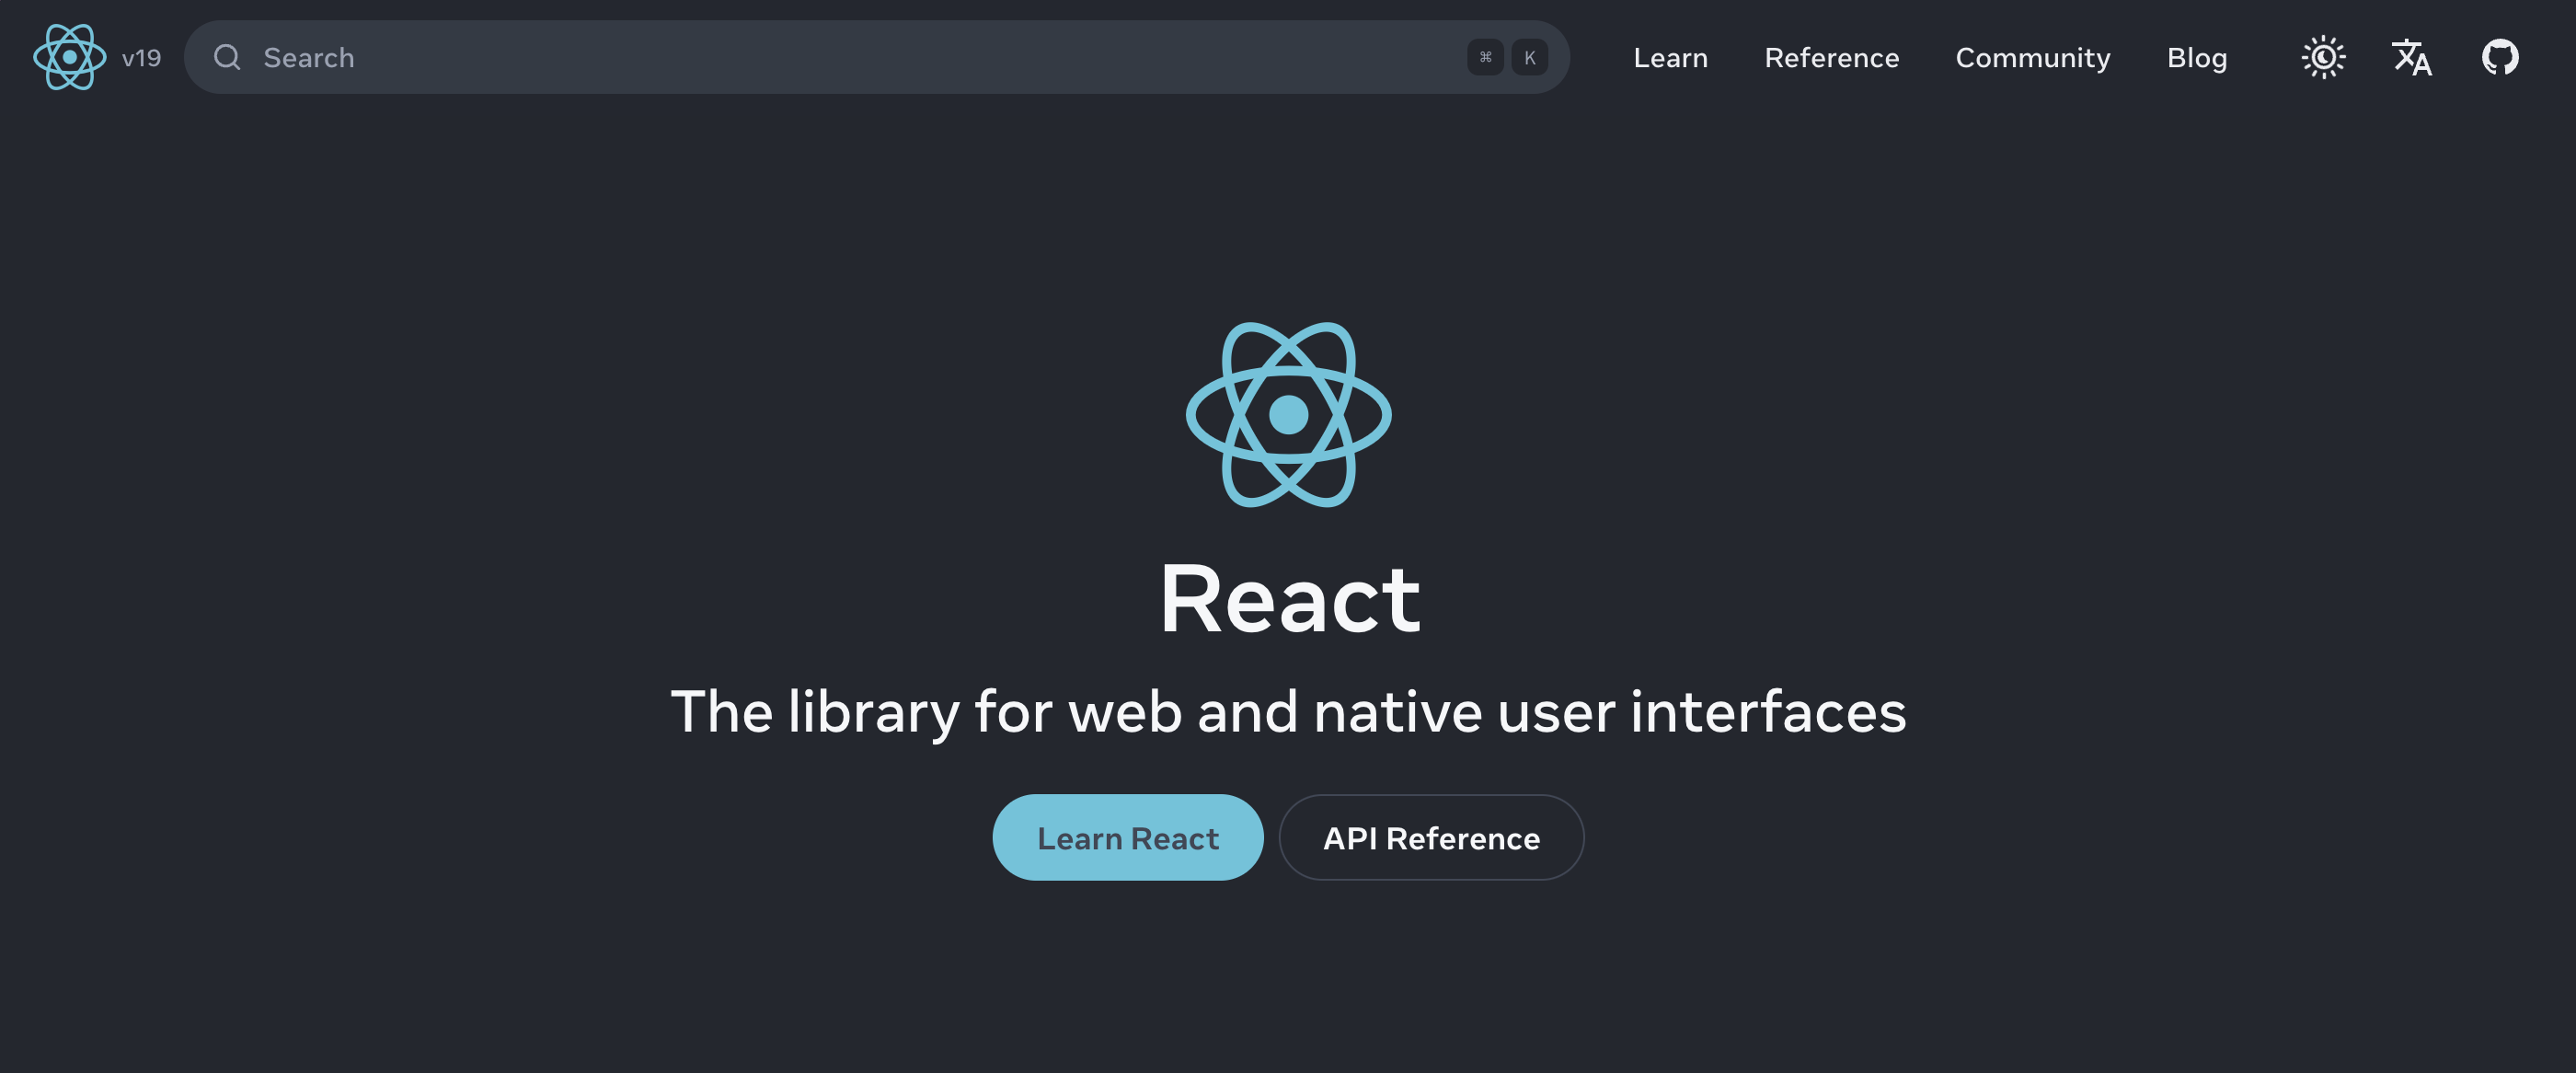 v19 Search ⌘ K Learn Reference Community Blog
React
The library for web and native user interfaces
Learn React API Reference